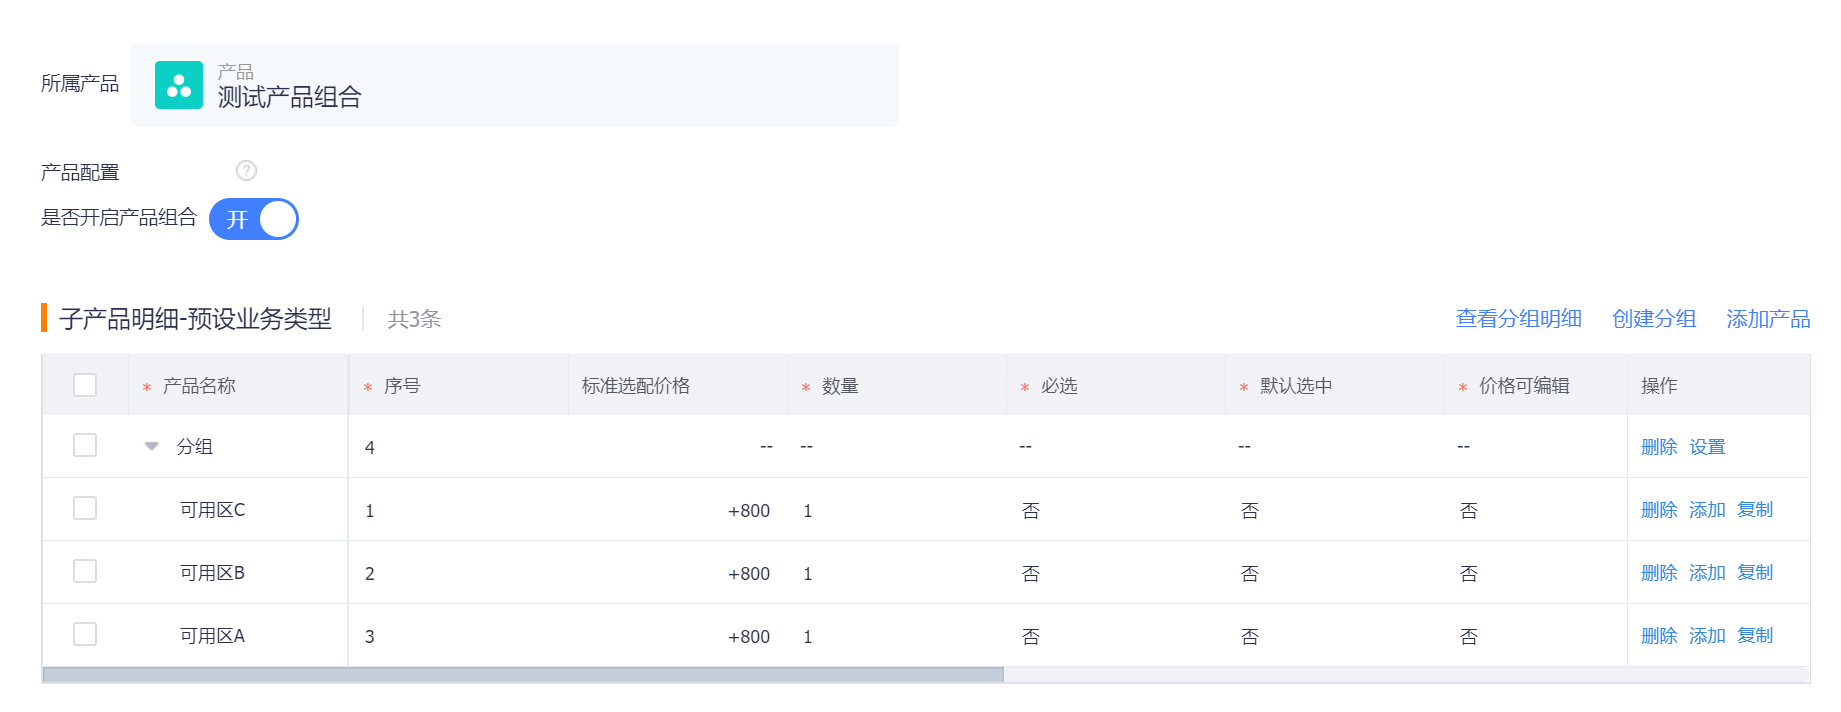 所属产品
产品
测试产品组合
产品配置 ?
是否开启产品组合 开
子产品明细-预设业务类型 共3条 查看分组明细 创建分组 添加产品
* 产品名称 * 序号 标准选配价格 * 数量 * 必选 * 默认选中 * 价格可编辑 操作
分组 4 -- -- -- -- -- 删除 设置
可用区C 1 +800 1 否 否 否 删除 添加 复制
可用区B 2 +800 1 否 否 否 删除 添加 复制
可用区A 3 +800 1 否 否 否 删除 添加 复制